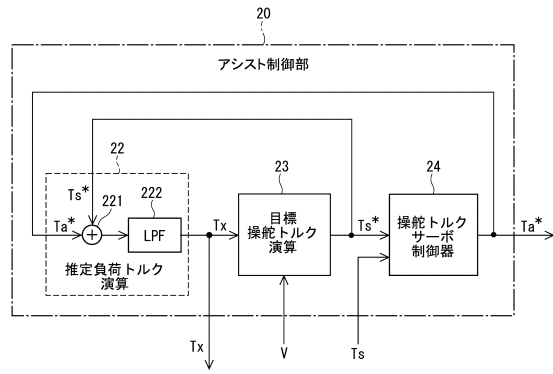 20
アシスト制御部
22
23
24
Ts*
221
222
Ta*
+
LPF
Tx
目標
操舵トルク
演算
Ts*
操舵トルク
サーボ
制御器
Ta*
推定負荷トルク
演算
Tx
V
Ts